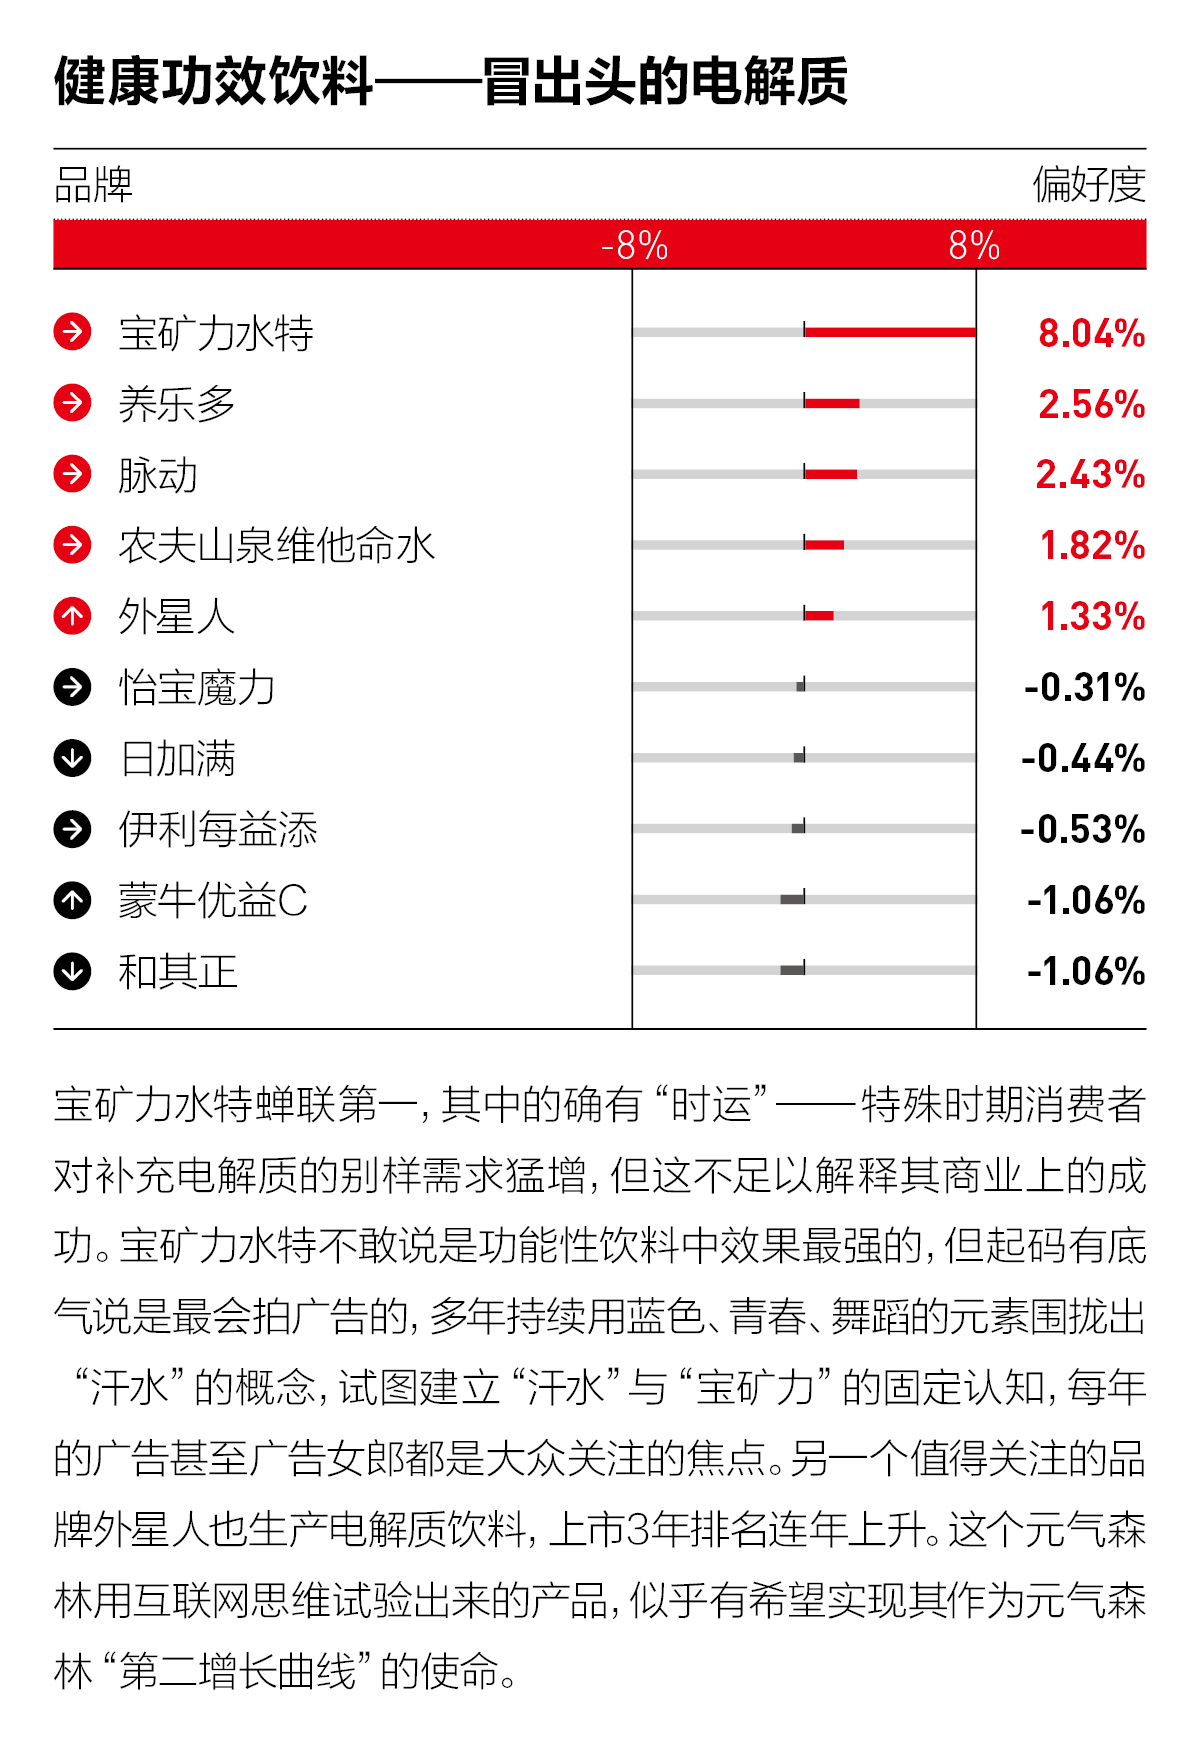 健康功效饮料——冒出头的电解质
品牌 偏好度
-8% 8%
宝矿力水特 8.04%
养乐多 2.56%
脉动 2.43%
农夫山泉维他命水 1.82%
外星人 1.33%
怡宝魔力 -0.31%
日加满 -0.44%
伊利每益添 -0.53%
蒙牛优益C -1.06%
和其正 -1.06%
宝矿力水特蝉联第一，其中的确有“时运”——特殊时期消费者
对补充电解质的别样需求猛增，但这不足以解释其商业上的成
功。宝矿力水特不敢说是功能性饮料中效果最强的，但起码有底
气说是最会拍广告的，多年持续用蓝色、青春、舞蹈的元素围拢出
“汗水”的概念，试图建立“汗水”与“宝矿力”的固定认知，每年
的广告甚至广告女郎都是大众关注的焦点。另一个值得关注的品
牌外星人也生产电解质饮料，上市3年排名连年上升。这个元气森
林用互联网思维试验出来的产品，似乎有希望实现其作为元气森
林“第二增长曲线”的使命。